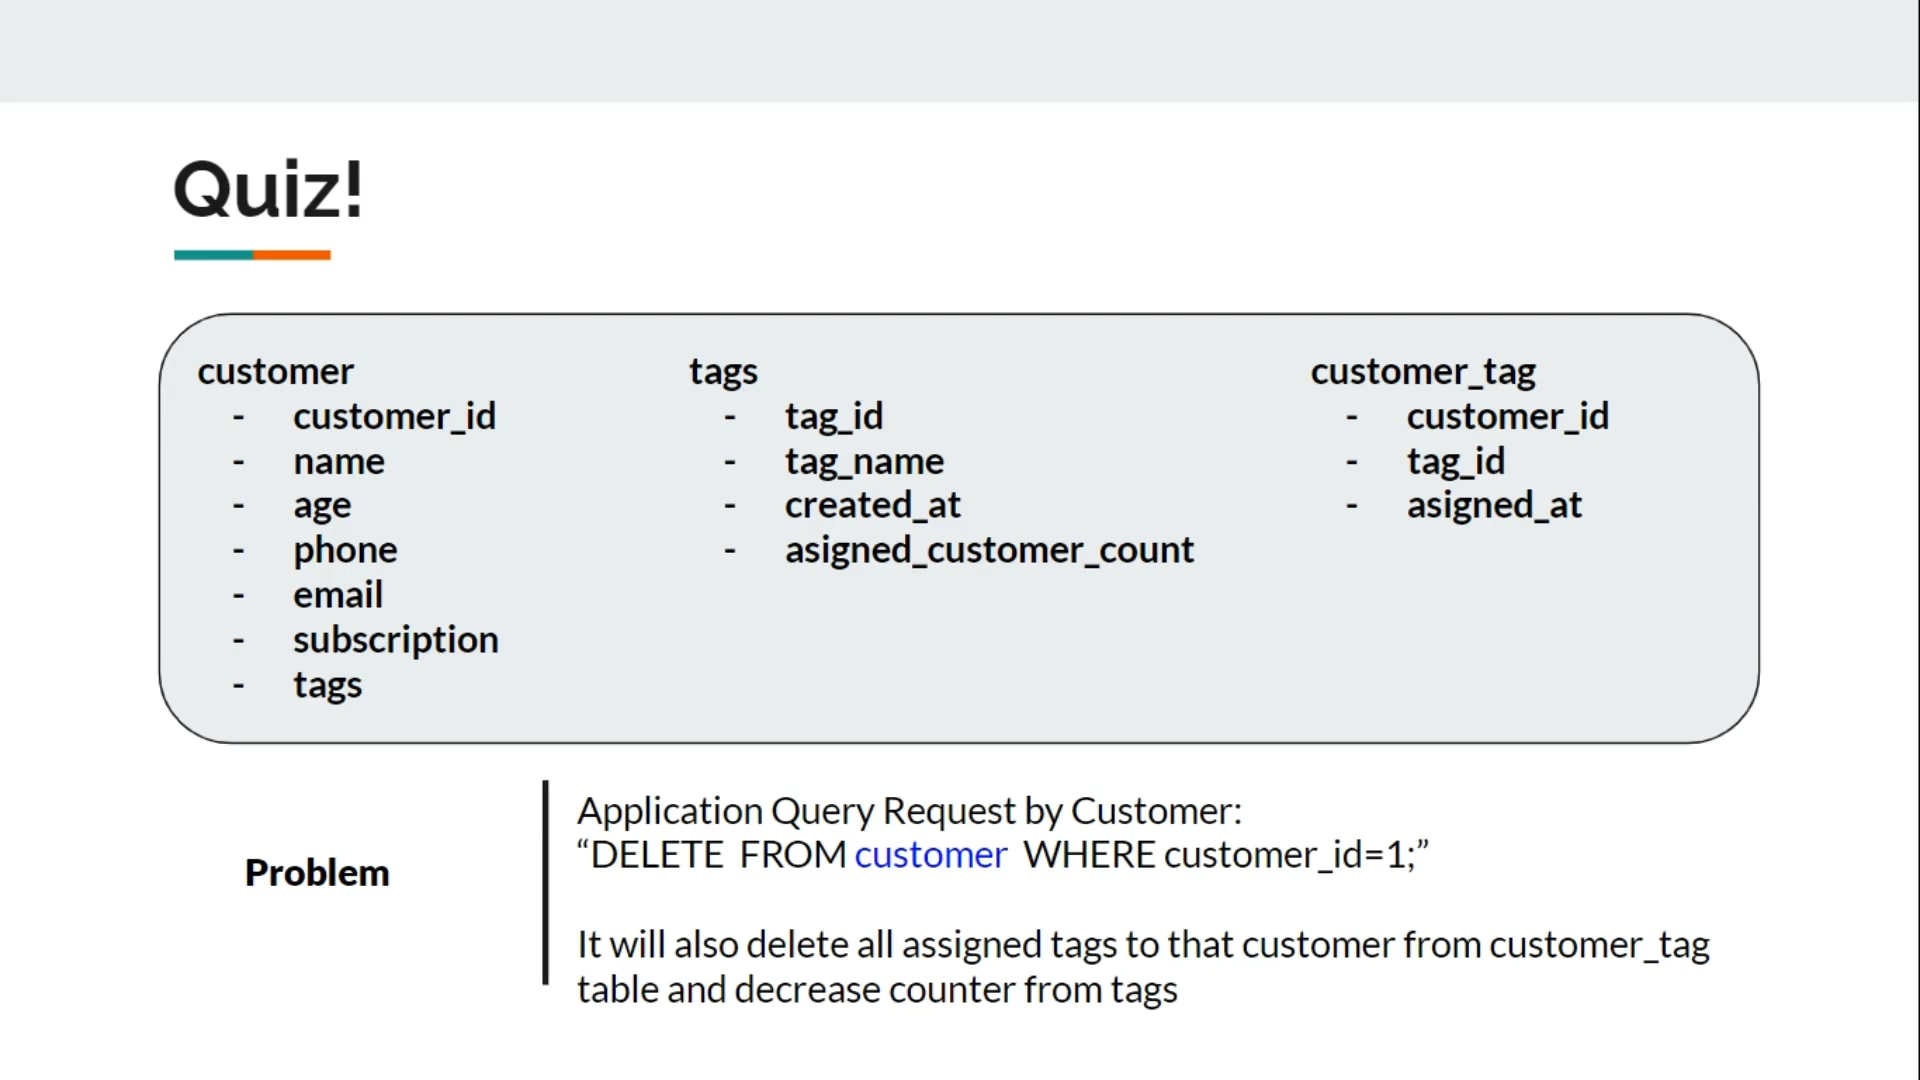 Quiz!
customer
- customer_id
- name
- age
- phone
- email
- subscription
- tags
tags
- tag_id
- tag_name
- created_at
- asigned_customer_count
customer_tag
- customer_id
- tag_id
- asigned_at
Problem
Application Query Request by Customer:
“DELETE FROM customer WHERE customer_id=1;”
It will also delete all assigned tags to that customer from customer_tag
table and decrease counter from tags